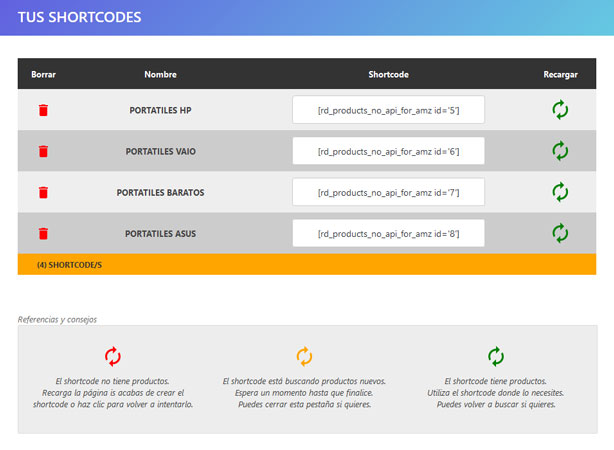 TUS SHORTCODES
Borrar Nombre Shortcode Recargar
PORTATILES HP [rd_products_no_api_for_amz id='5']
PORTATILES VAIO [rd_products_no_api_for_amz id='6']
PORTATILES BARATOS [rd_products_no_api_for_amz id='7']
PORTATILES ASUS [rd_products_no_api_for_amz id='8']
(4) SHORTCODE/S
Referencias y consejos
El shortcode no tiene productos.
Recarga la página is acabas de crear el
shortcode o haz clic para volver a intentarlo.
El shortcode está buscando productos nuevos.
Espera un momento hasta que finalice.
Puedes cerrar esta pestaña si quieres.
El shortcode tiene productos.
Utiliza el shortcode donde lo necesites.
Puedes volver a buscar si quieres.